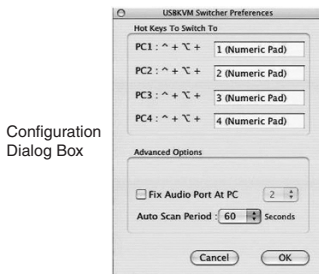 USBKVM Switcher Preferences
Hot Keys To Switch To
PC1 : ^ + ⌥ + 1 (Numeric Pad)
PC2 : ^ + ⌥ + 2 (Numeric Pad)
PC3 : ^ + ⌥ + 3 (Numeric Pad)
PC4 : ^ + ⌥ + 4 (Numeric Pad)
Configuration
Dialog Box
Advanced Options
Fix Audio Port At PC 2
Auto Scan Period : 60 Seconds
Cancel OK